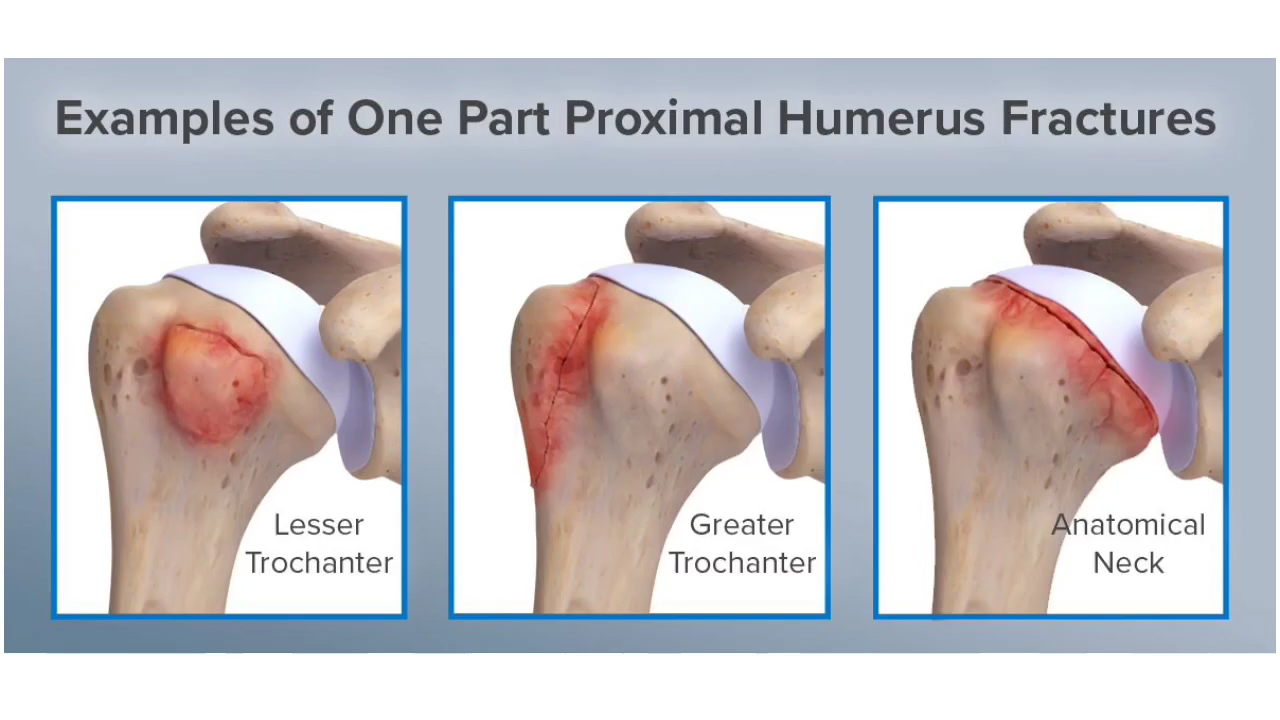 Examples of One Part Proximal Humerus Fractures
Lesser
Trochanter
Greater
Trochanter
Anatomical
Neck